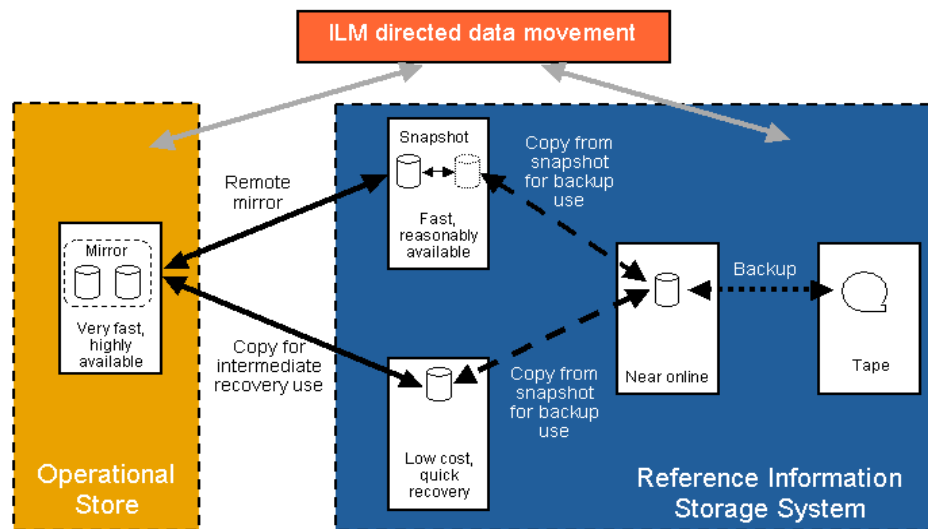 ILM directed data movement
Snapshot
Fast,
reasonably
available
Copy from
snapshot
for backup
use
Remote
mirror
Mirror
Very fast,
highly
available
Copy for
intermediate
recovery use
Low cost,
quick
recovery
Copy from
snapshot
for backup
use
Near online
Backup
Tape
Operational
Store
Reference Information
Storage System